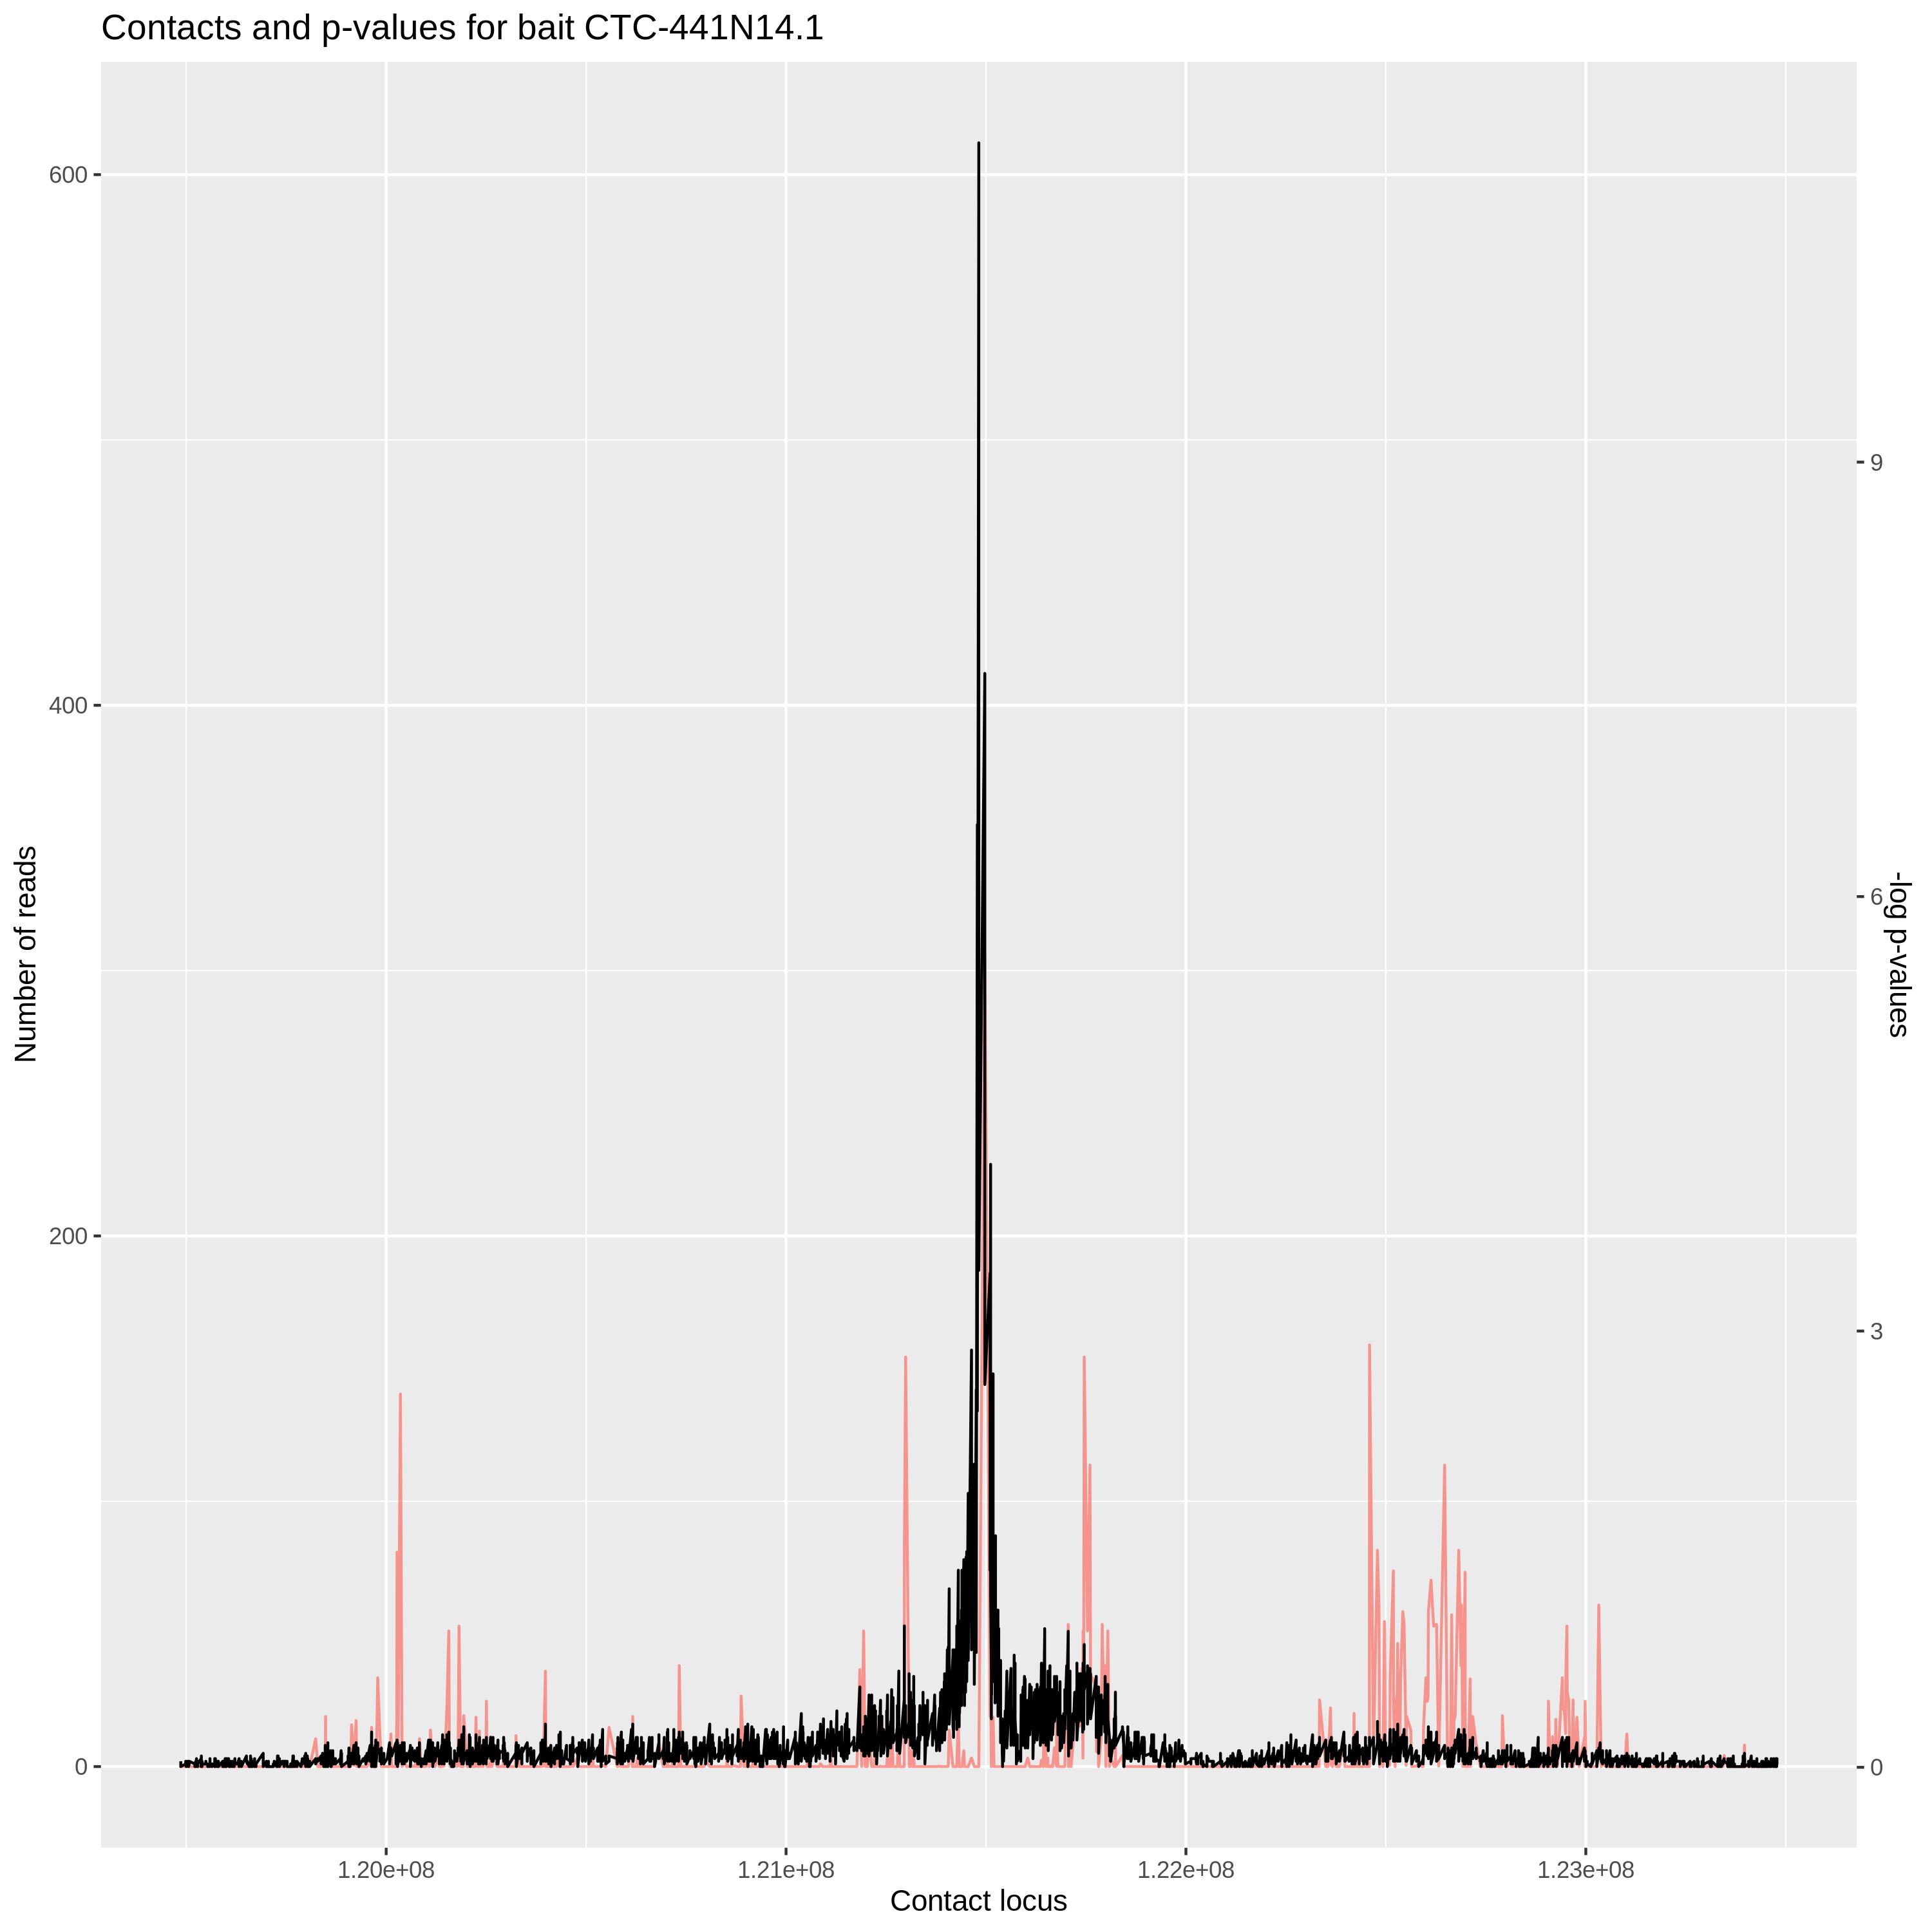 Contacts and p-values for bait CTC-441N14.1
600
400
200
0
Number of reads
9
6
3
0
-log p-values
1.20e+08
1.21e+08
1.22e+08
1.23e+08
Contact locus